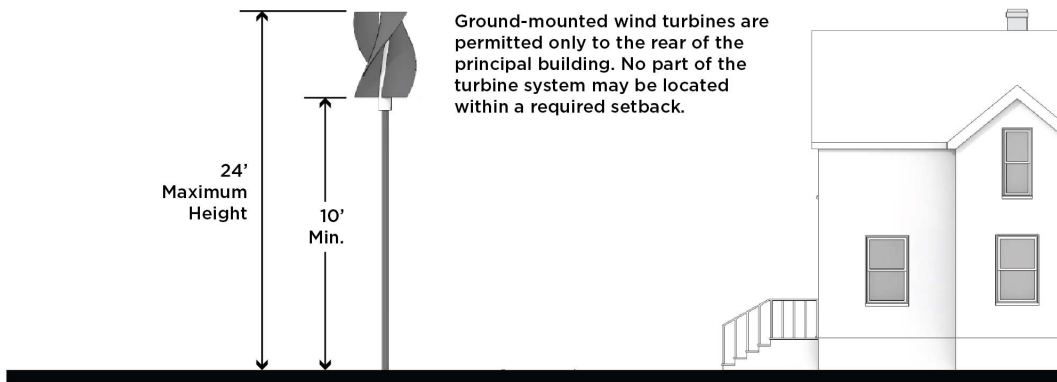 Ground-mounted wind turbines are
permitted only to the rear of the
principal building. No part of the
turbine system may be located
within a required setback.
24’
Maximum
Height
10’
Min.